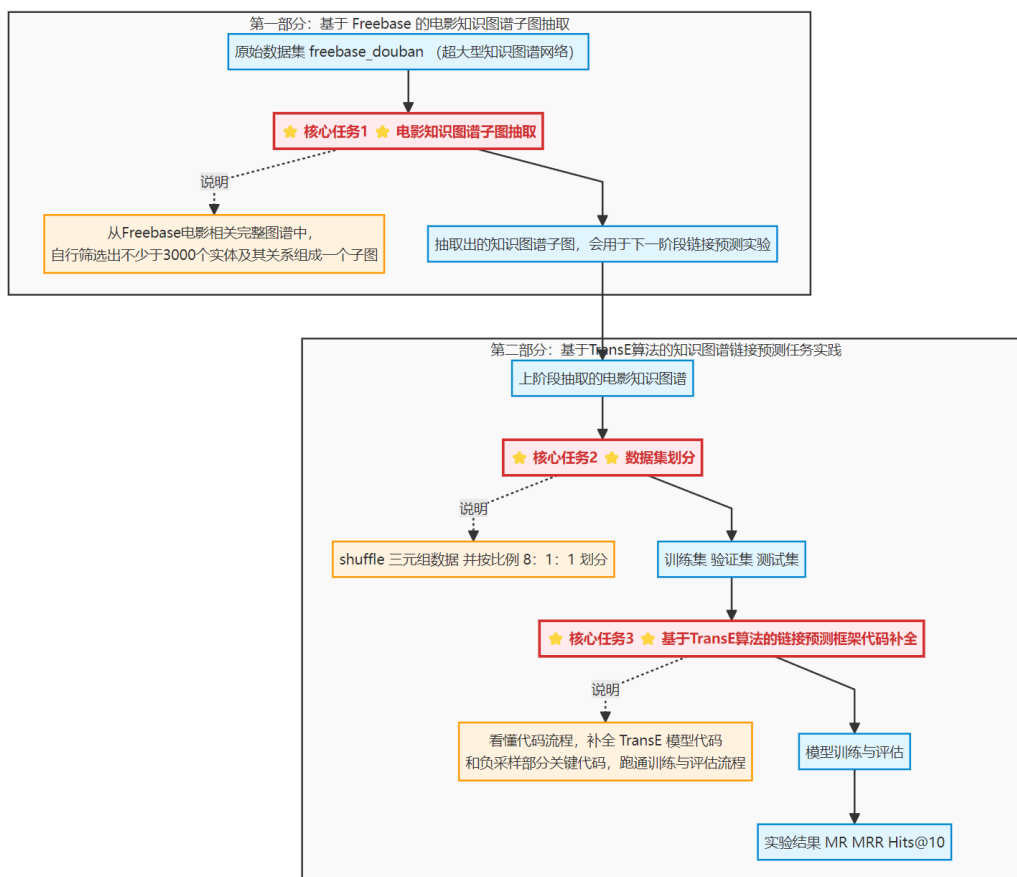 第一部分：基于 Freebase 的电影知识图谱子图抽取
原始数据集 freebase_douban （超大型知识图谱网络）
⭐ 核心任务1 ⭐ 电影知识图谱子图抽取
说明
从Freebase电影相关完整图谱中，
自行筛选出不少于3000个实体及其关系组成一个子图
抽取出的知识图谱子图，会用于下一阶段链接预测实验
第二部分：基于TransE算法的知识图谱链接预测任务实践
上阶段抽取的电影知识图谱
⭐ 核心任务2 ⭐ 数据集划分
说明
shuffle 三元组数据 并按比例 8：1：1 划分
训练集 验证集 测试集
⭐ 核心任务3 ⭐ 基于TransE算法的链接预测框架代码补全
说明
看懂代码流程，补全 TransE 模型代码
和负采样部分关键代码，跑通训练与评估流程
模型训练与评估
实验结果 MR MRR Hits@10